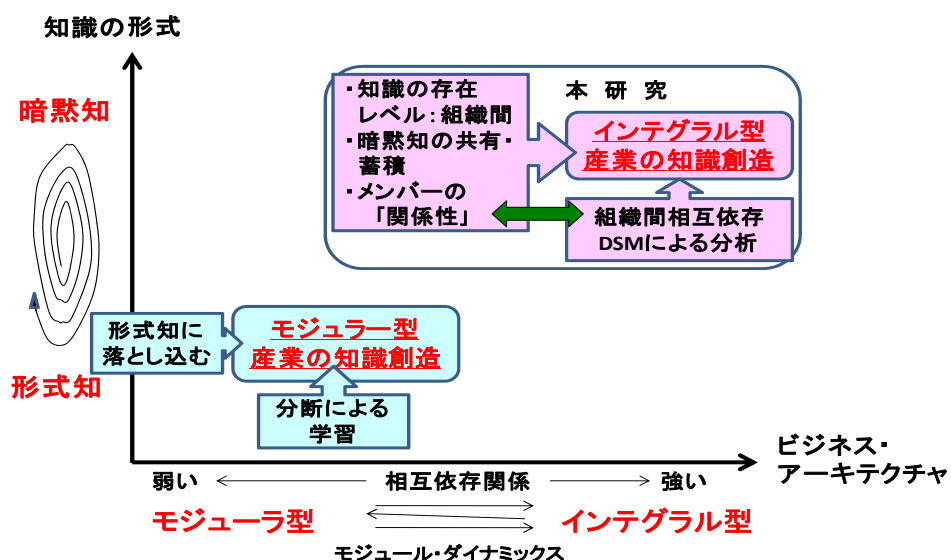 知識の形式
暗黙知
形式知
・知識の存在
レベル：組織間
・暗黙知の共有・
蓄積
・メンバーの
「関係性」
本 研 究
インテグラル型
産業の知識創造
組織間相互依存
DSMによる分析
形式知に
落とし込む
モジュラー型
産業の知識創造
分断による
学習
ビジネス・
アーキテクチャ
弱い
相互依存関係
強い
モジューラ型
インテグラル型
モジュール・ダイナミックス